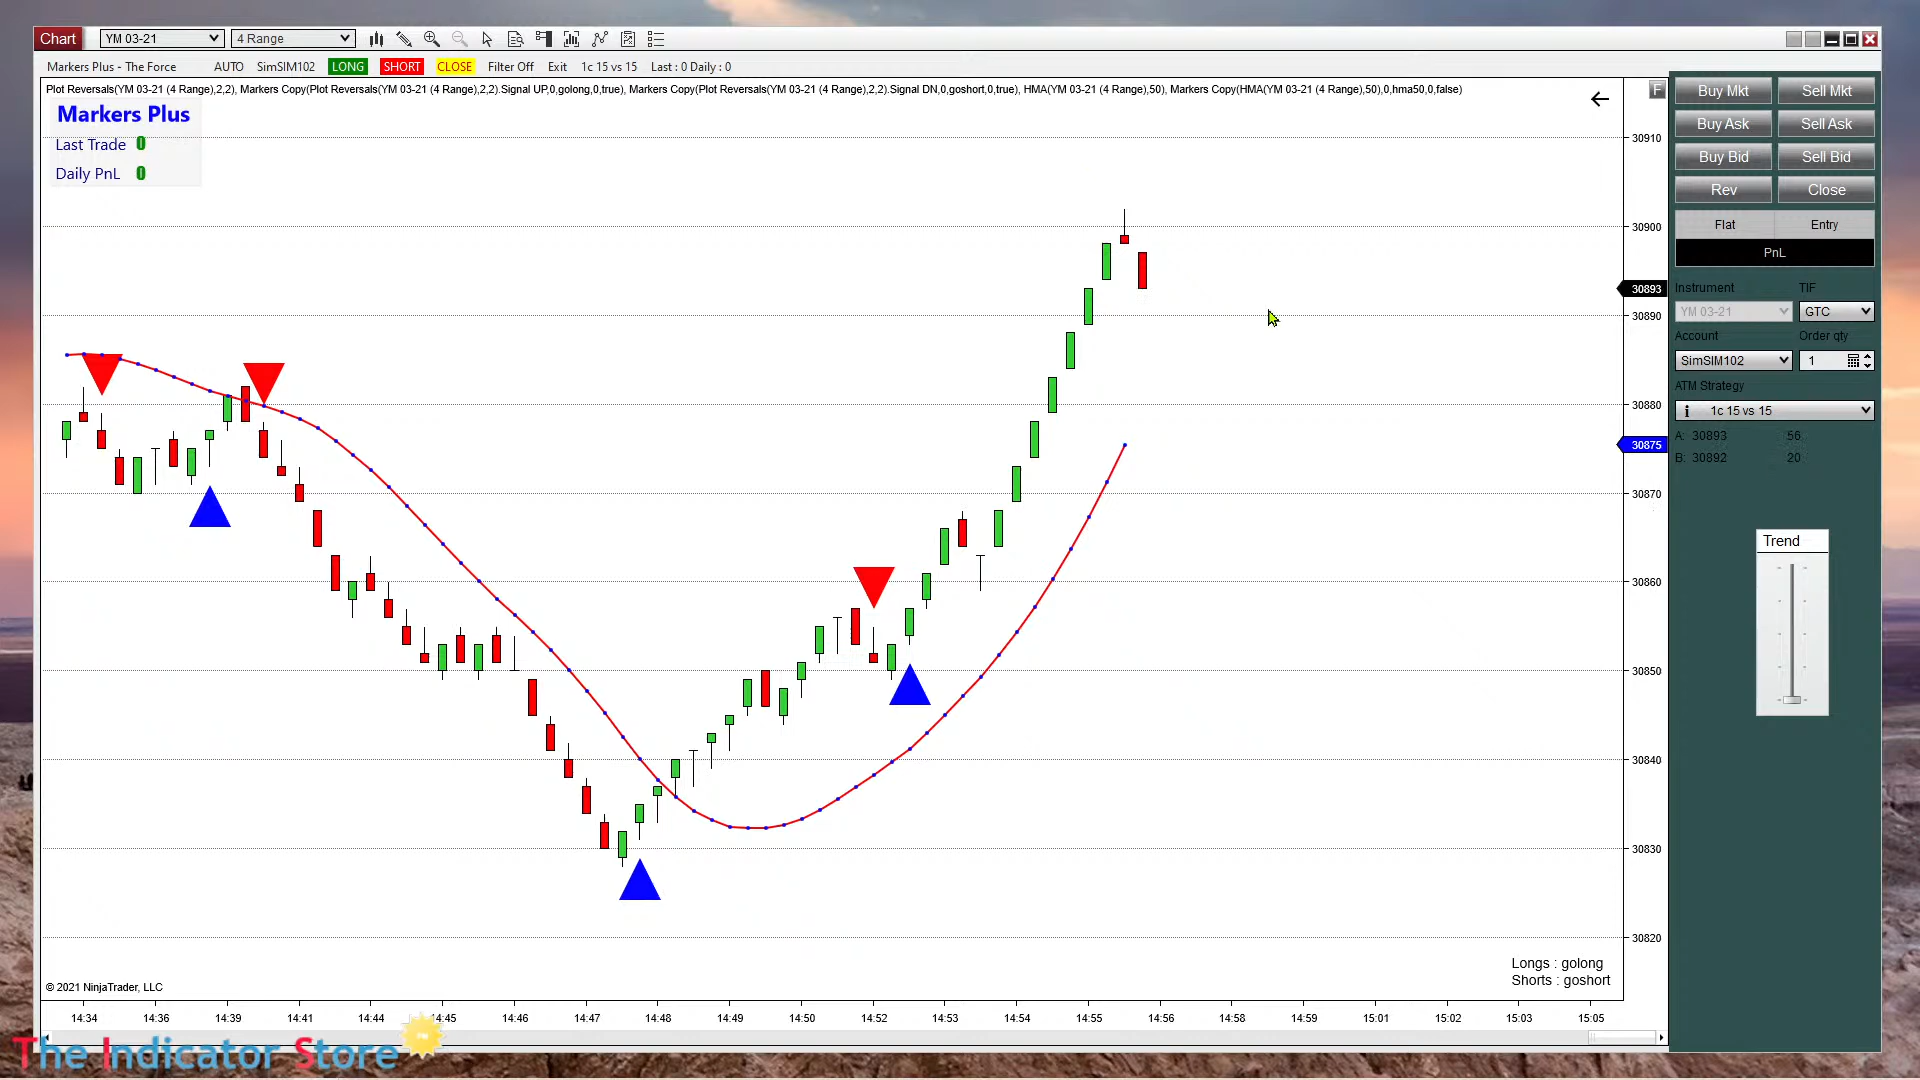 Chart YM 03-21 4 Range
Markers Plus - The Force AUTO SimSIM102 LONG SHORT CLOSE Filter Off Exit 1c 15 vs 15 Last : 0 Daily : 0
Plot Reversals(YM 03-21 (4 Range),2,2), Markers Copy(Plot Reversals(YM 03-21 (4 Range),2,2).Signal UP,0,golong,0,true), Markers Copy(Plot Reversals(YM 03-21 (4 Range),2,2).Signal DN,0,goshort,0,true), HMA(YM 03-21 (4 Range),50), Markers Copy(HMA(YM 03-21 (4 Range),50),0,hma50,0,false)
F
Markers Plus
Last Trade 0
Daily PnL 0
30910
30900
30893
30890
30880
30875
30870
30860
30850
30840
30830
30820
Longs : golong
Shorts : goshort
© 2021 NinjaTrader, LLC
14:34 14:36 14:39 14:41 14:44 14:45 14:46 14:47 14:48 14:49 14:50 14:52 14:53 14:54 14:55 14:56 14:58 14:59 15:01 15:02 15:03 15:05
Buy Mkt Sell Mkt
Buy Ask Sell Ask
Buy Bid Sell Bid
Rev Close
Flat Entry
PnL
Instrument TIF
YM 03-21 GTC
Account Order qty
SimSIM102 1
ATM Strategy
1c 15 vs 15
A: 30893 56
B: 30892 20
Trend
The Indicator Store